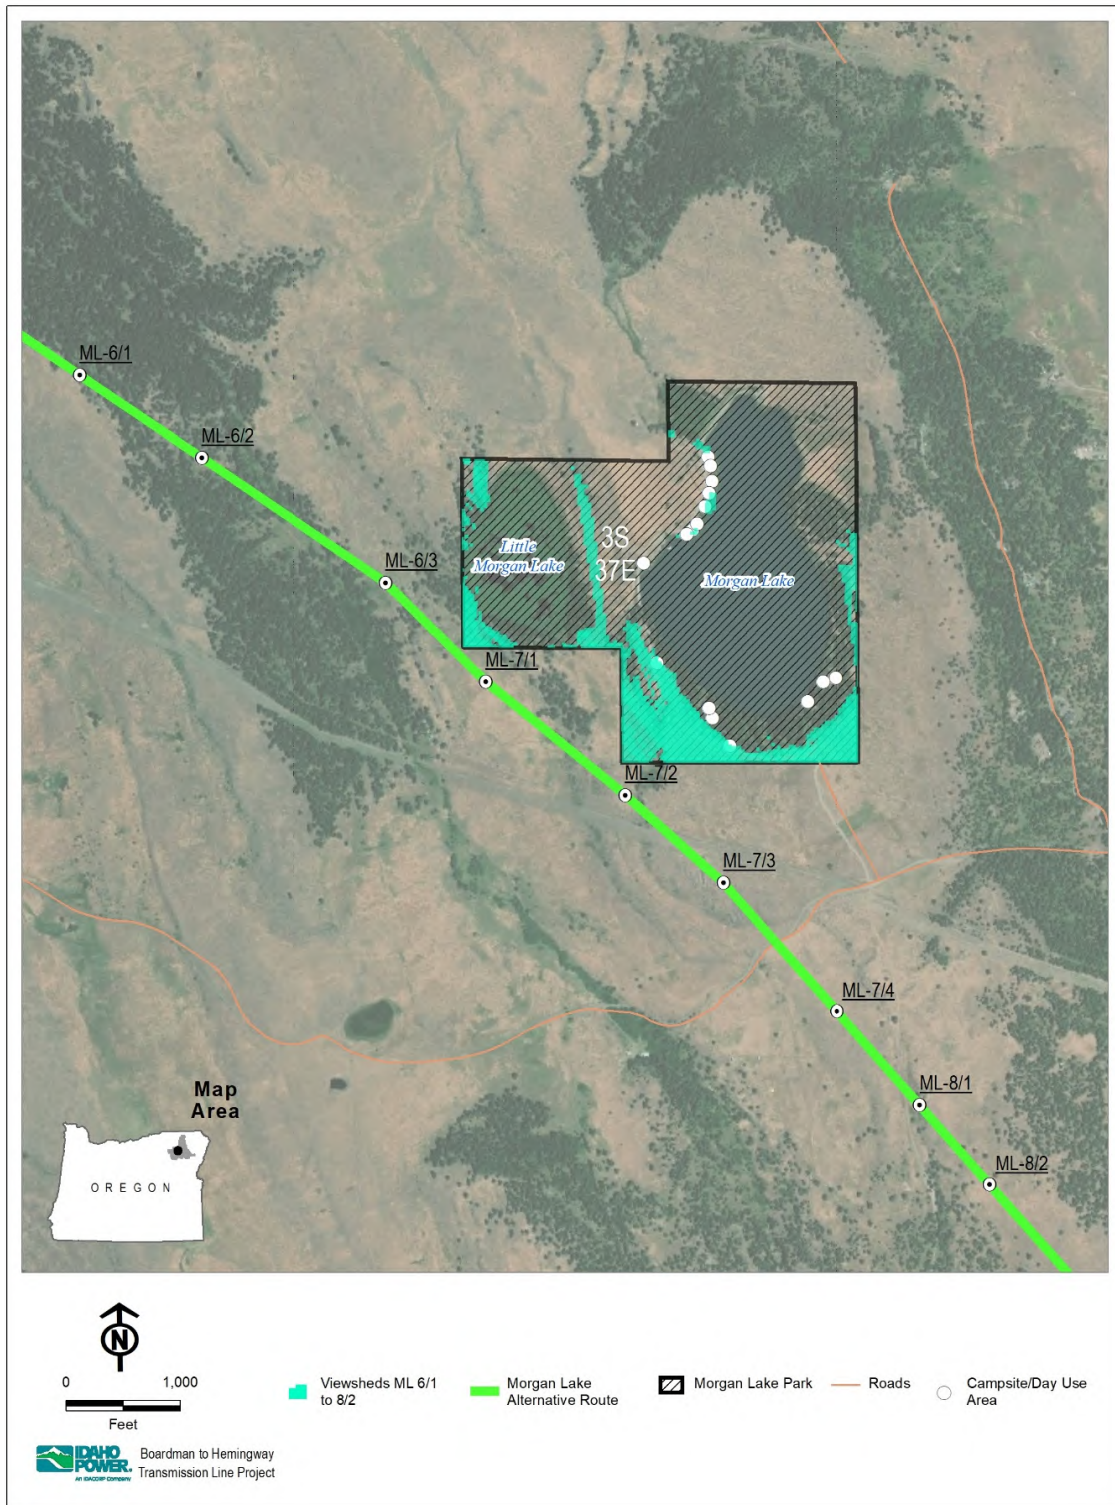 ML-6/1
ML-6/2
ML-6/3
Little
Morgan Lake
3S
37E
Morgan Lake
ML-7/1
ML-7/2
ML-7/3
ML-7/4
ML-8/1
ML-8/2
Map
Area
OREGON
N
0 1,000
Feet
Viewsheds ML 6/1
to 8/2
Morgan Lake
Alternative Route
Morgan Lake Park
Roads
Campsite/Day Use
Area
IDAHO
POWER.
An IDACORP Company
Boardman to Hemingway
Transmission Line Project